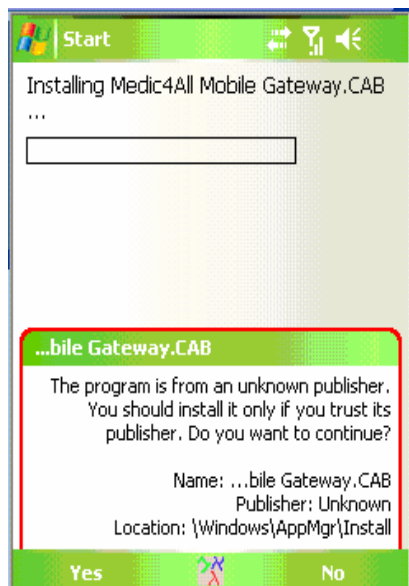 Start
Installing Medic4All Mobile Gateway.CAB
...
...bile Gateway.CAB
The program is from an unknown publisher.
You should install it only if you trust its
publisher. Do you want to continue?
Name: ...bile Gateway.CAB
Publisher: Unknown
Location: \Windows\AppMgr\Install
Yes
No